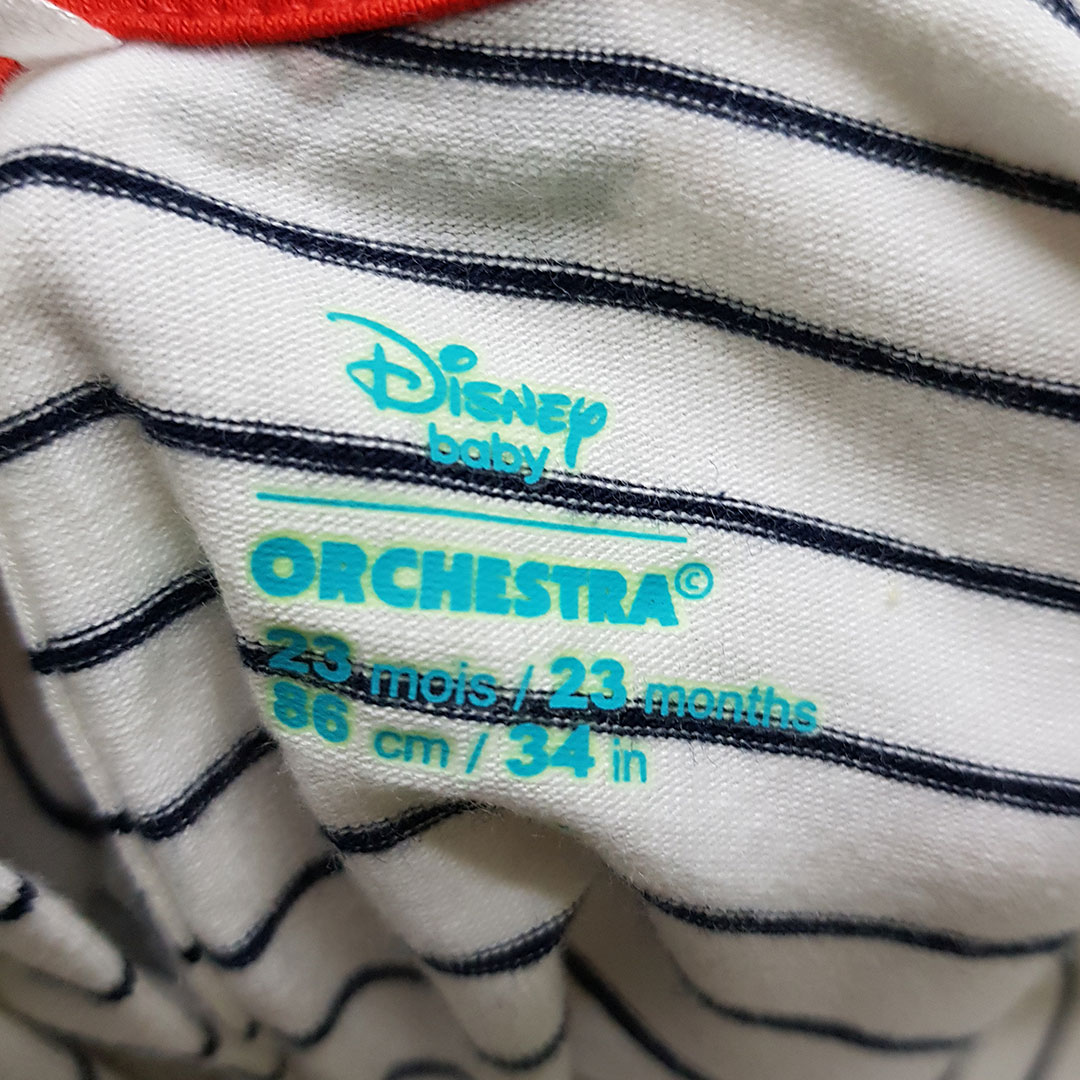 Disney
baby
ORCHESTRA©
23 mois / 23 months
86 cm / 34 in